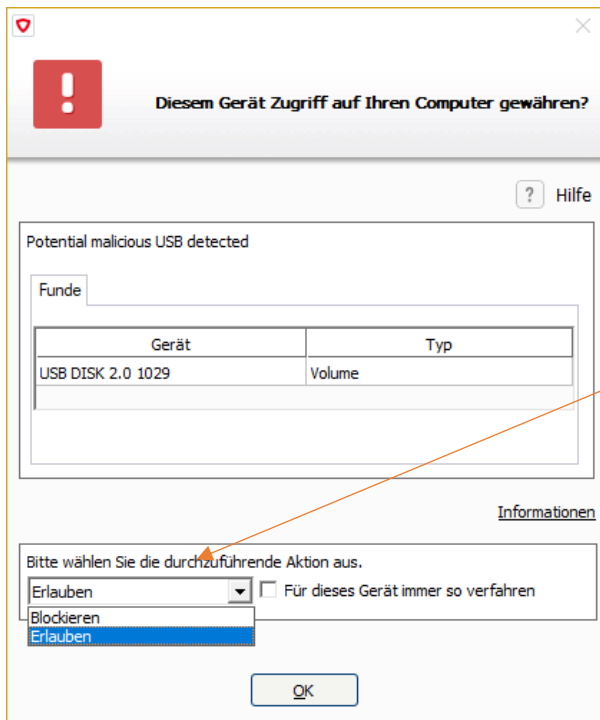 Diesem Gerät Zugriff auf Ihren Computer gewähren?
? Hilfe
Potential malicious USB detected
Funde
Gerät Typ
USB DISK 2.0 1029 Volume
Informationen
Bitte wählen Sie die durchzuführende Aktion aus.
Erlauben Für dieses Gerät immer so verfahren
Blockieren
Erlauben
OK